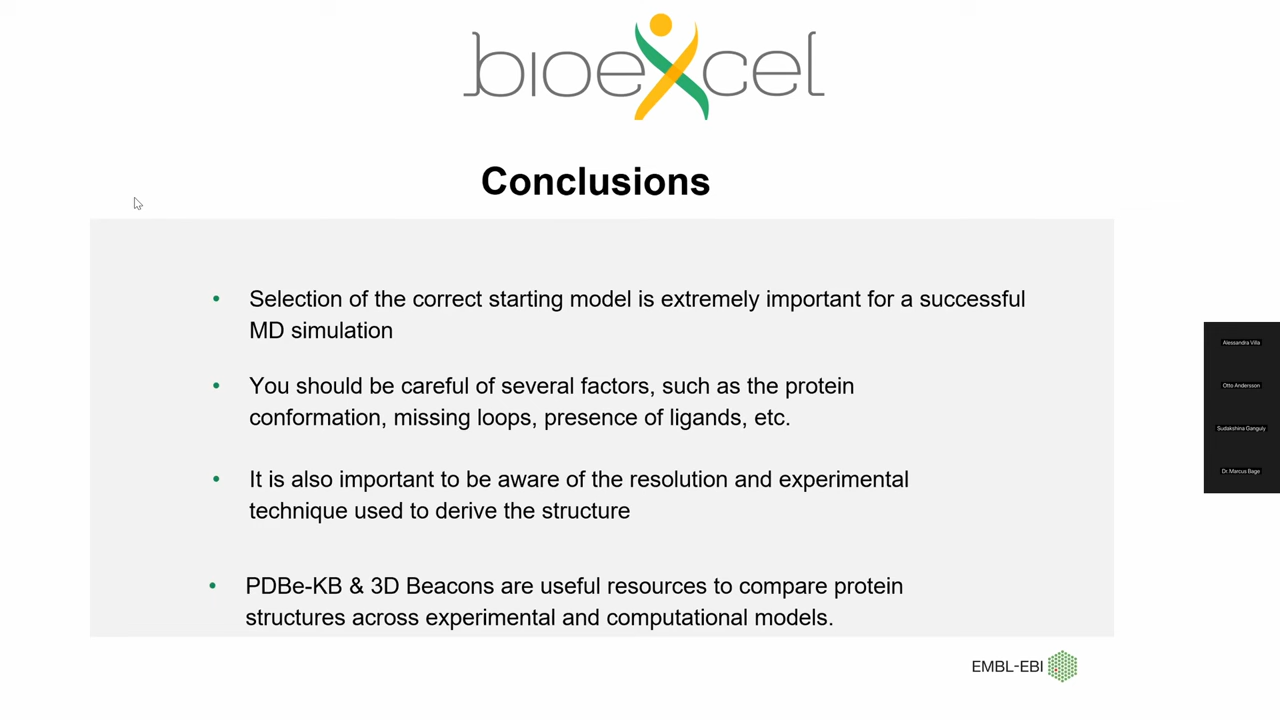 bioexcel
Conclusions
• Selection of the correct starting model is extremely important for a successful
MD simulation
• You should be careful of several factors, such as the protein
conformation, missing loops, presence of ligands, etc.
• It is also important to be aware of the resolution and experimental
technique used to derive the structure
• PDBe-KB & 3D Beacons are useful resources to compare protein
structures across experimental and computational models.
EMBL-EBI
Alessandra Villa
Otto Andersson
Sudakshina Ganguly
Dr. Marcus Bage